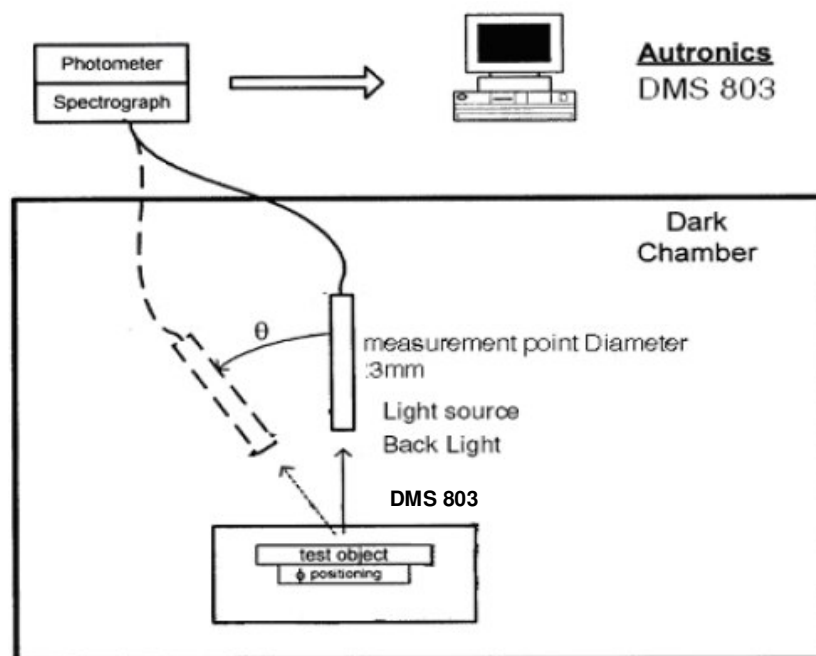 Photometer
Spectrograph
Autronics
DMS 803
Dark
Chamber
θ
measurement point Diameter
:3mm
Light source
Back Light
DMS 803
test object
ϕ positioning